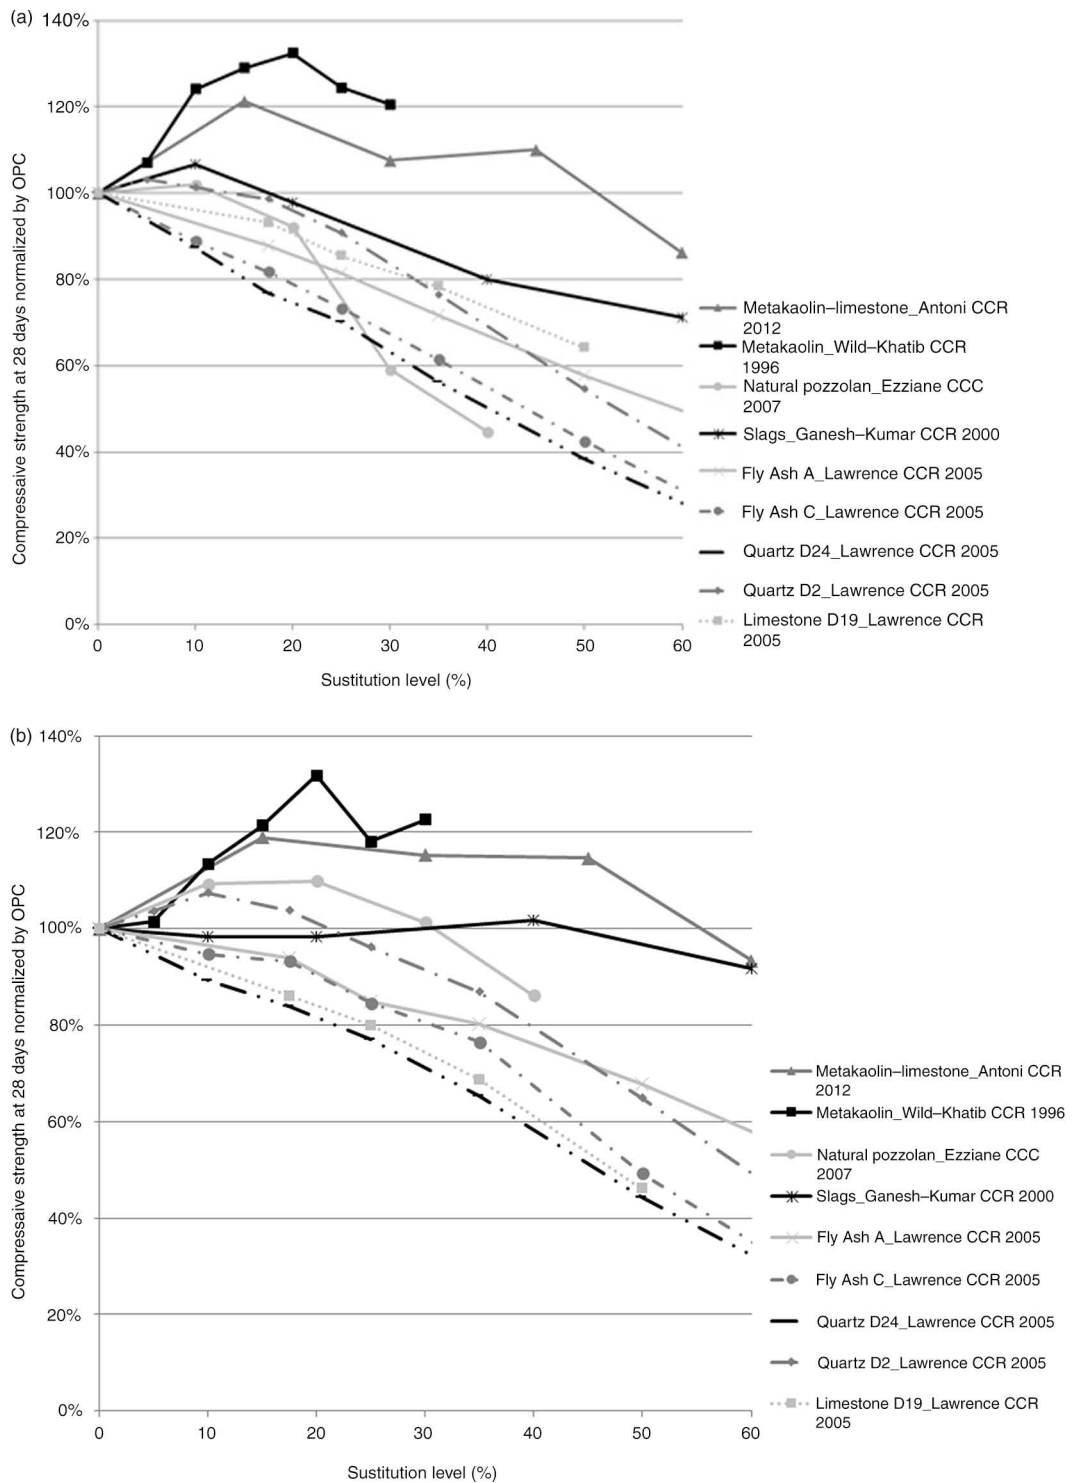 (a) 140%
120%
100%
80%
60%
40%
20%
0%
Compressaive strength at 28 days normalized by OPC
0 10 20 30 40 50 60
Sustitution level (%)
Metakaolin–limestone_Antoni CCR
2012
Metakaolin_Wild–Khatib CCR
1996
Natural pozzolan_Ezziane CCC
2007
Slags_Ganesh–Kumar CCR 2000
Fly Ash A_Lawrence CCR 2005
Fly Ash C_Lawrence CCR 2005
Quartz D24_Lawrence CCR 2005
Quartz D2_Lawrence CCR 2005
Limestone D19_Lawrence CCR
2005
(b) 140%
120%
100%
80%
60%
40%
20%
0%
Compressaive strength at 28 days normalized by OPC
0 10 20 30 40 50 60
Sustitution level (%)
Metakaolin–limestone_Antoni CCR
2012
Metakaolin_Wild–Khatib CCR 1996
Natural pozzolan_Ezziane CCC
2007
Slags_Ganesh–Kumar CCR 2000
Fly Ash A_Lawrence CCR 2005
Fly Ash C_Lawrence CCR 2005
Quartz D24_Lawrence CCR 2005
Quartz D2_Lawrence CCR 2005
Limestone D19_Lawrence CCR
2005